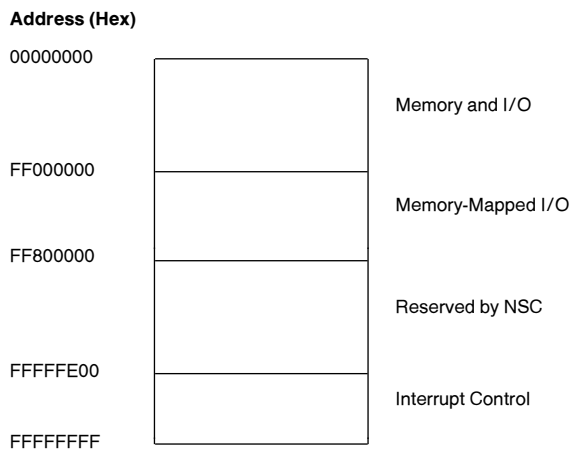 Address (Hex)
00000000
Memory and I/O
FF000000
Memory-Mapped I/O
FF800000
Reserved by NSC
FFFFFE00
Interrupt Control
FFFFFFFF